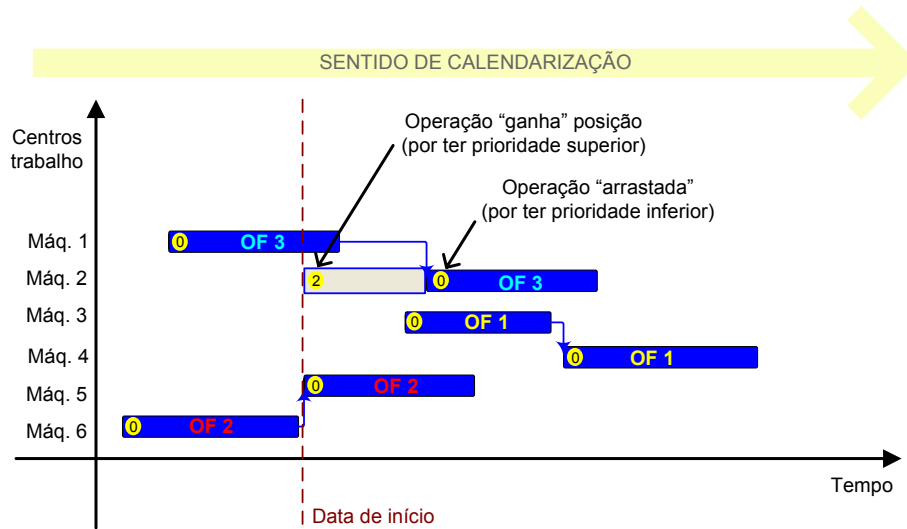 SENTIDO DE CALENDARIZAÇÃO
Centros
trabalho
Operação “ganha” posição
(por ter prioridade superior)
Operação “arrastada”
(por ter prioridade inferior)
Máq. 1
0
OF 3
Máq. 2
2
0
OF 3
Máq. 3
0
OF 1
Máq. 4
0
OF 1
Máq. 5
0
OF 2
Máq. 6
0
OF 2
Tempo
Data de início